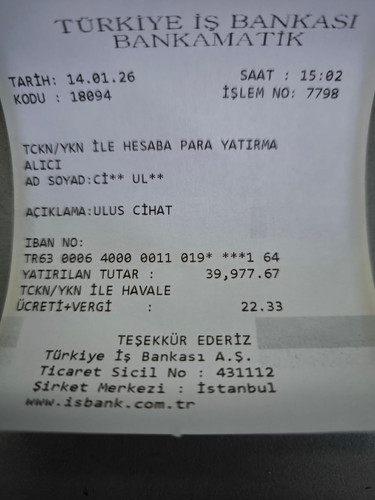 TÜRKİYE İŞ BANKASI
BANKAMATİK
TARİH: 14.01.26 SAAT : 15:02
KODU : 18094 İŞLEM NO: 7798
TCKN/YKN İLE HESABA PARA YATIRMA
ALICI
AD SOYAD:Cİ** UL**
AÇIKLAMA:ULUS CİHAT
IBAN NO:
TR63 0006 4000 0011 019* ***1 64
YATIRILAN TUTAR : 39,977.67
TCKN/YKN İLE HAVALE
ÜCRETİ+VERGİ : 22.33
TEŞEKKÜR EDERİZ
Türkiye İş Bankası A.Ş.
Ticaret Sicil No : 431112
Şirket Merkezi : İstanbul
www.isbank.com.tr